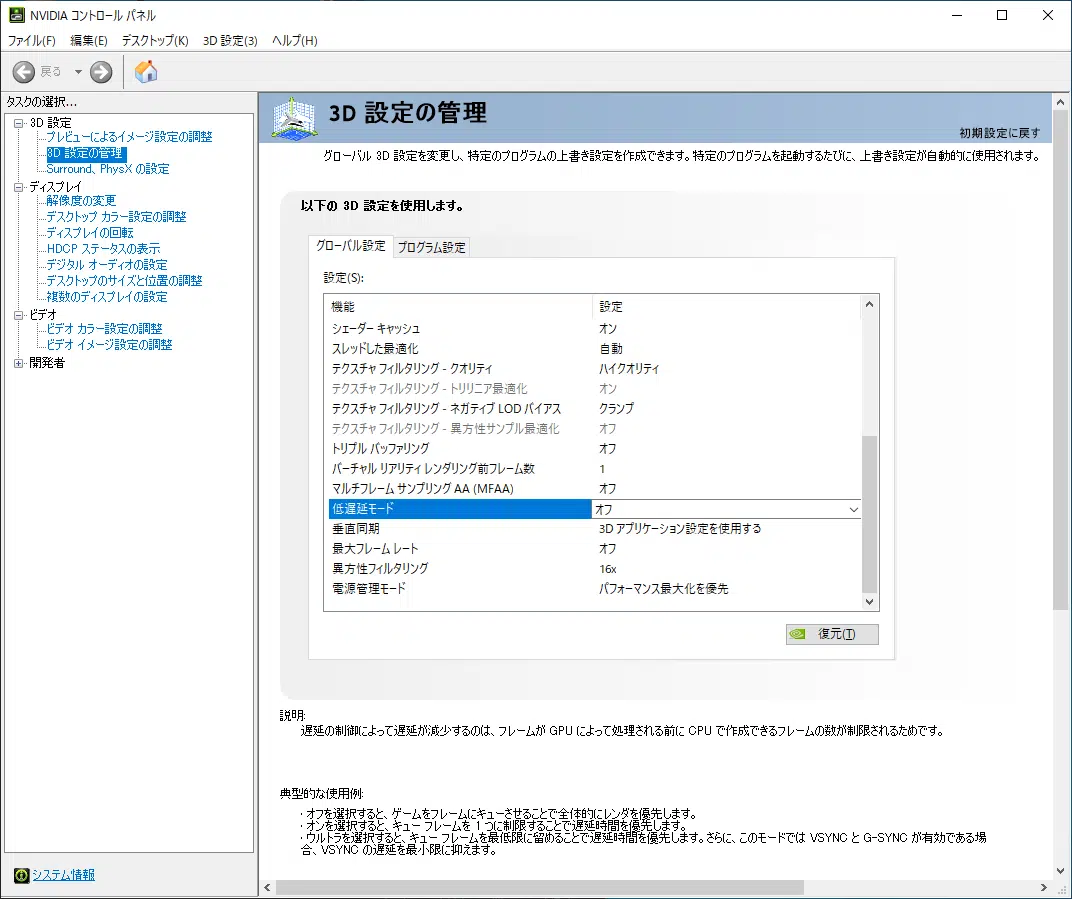 NVIDIA コントロール パネル
ファイル(F) 編集(E) デスクトップ(K) 3D 設定(3) ヘルプ(H)
戻る
タスクの選択...
3D 設定
プレビューによるイメージ設定の調整
3D 設定の管理
Surround、PhysX の設定
ディスプレイ
解像度の変更
デスクトップ カラー設定の調整
ディスプレイの回転
HDCP ステータスの表示
デジタル オーディオの設定
デスクトップのサイズと位置の調整
複数のディスプレイの設定
ビデオ
ビデオ カラー設定の調整
ビデオ イメージ設定の調整
開発者
システム情報
3D 設定の管理
初期設定に戻す
グローバル 3D 設定を変更し、特定のプログラムの上書き設定を作成できます。特定のプログラムを起動するたびに、上書き設定が自動的に使用されます。
以下の 3D 設定を使用します。
グローバル設定 プログラム設定
設定(S):
機能 設定
シェーダー キャッシュ オン
スレッドした最適化 自動
テクスチャ フィルタリング - クオリティ ハイクオリティ
テクスチャ フィルタリング - トリリニア最適化 オン
テクスチャ フィルタリング - ネガティブ LOD バイアス クランプ
テクスチャ フィルタリング - 異方性サンプル最適化 オフ
トリプル バッファリング オフ
バーチャル リアリティ レンダリング前フレーム数 1
マルチフレーム サンプリング AA (MFAA) オフ
低遅延モード オフ
垂直同期 3D アプリケーション設定を使用する
最大フレーム レート オフ
異方性フィルタリング 16x
電源管理モード パフォーマンス最大化を優先
復元(T)
説明:
遅延の制御によって遅延が減少するのは、フレームが GPU によって処理される前に CPU で作成できるフレームの数が制限されるためです。
典型的な使用例:
・オフを選択すると、ゲームをフレームにキューさせることで全体的にレンダを優先します。
・オンを選択すると、キュー フレームを 1 つに制限することで遅延時間を優先します。
・ウルトラを選択すると、キュー フレームを最低限に留めることで遅延時間を優先します。さらに、このモードでは VSYNC と G-SYNC が有効である場
合、VSYNC の遅延を最小限に抑えます。